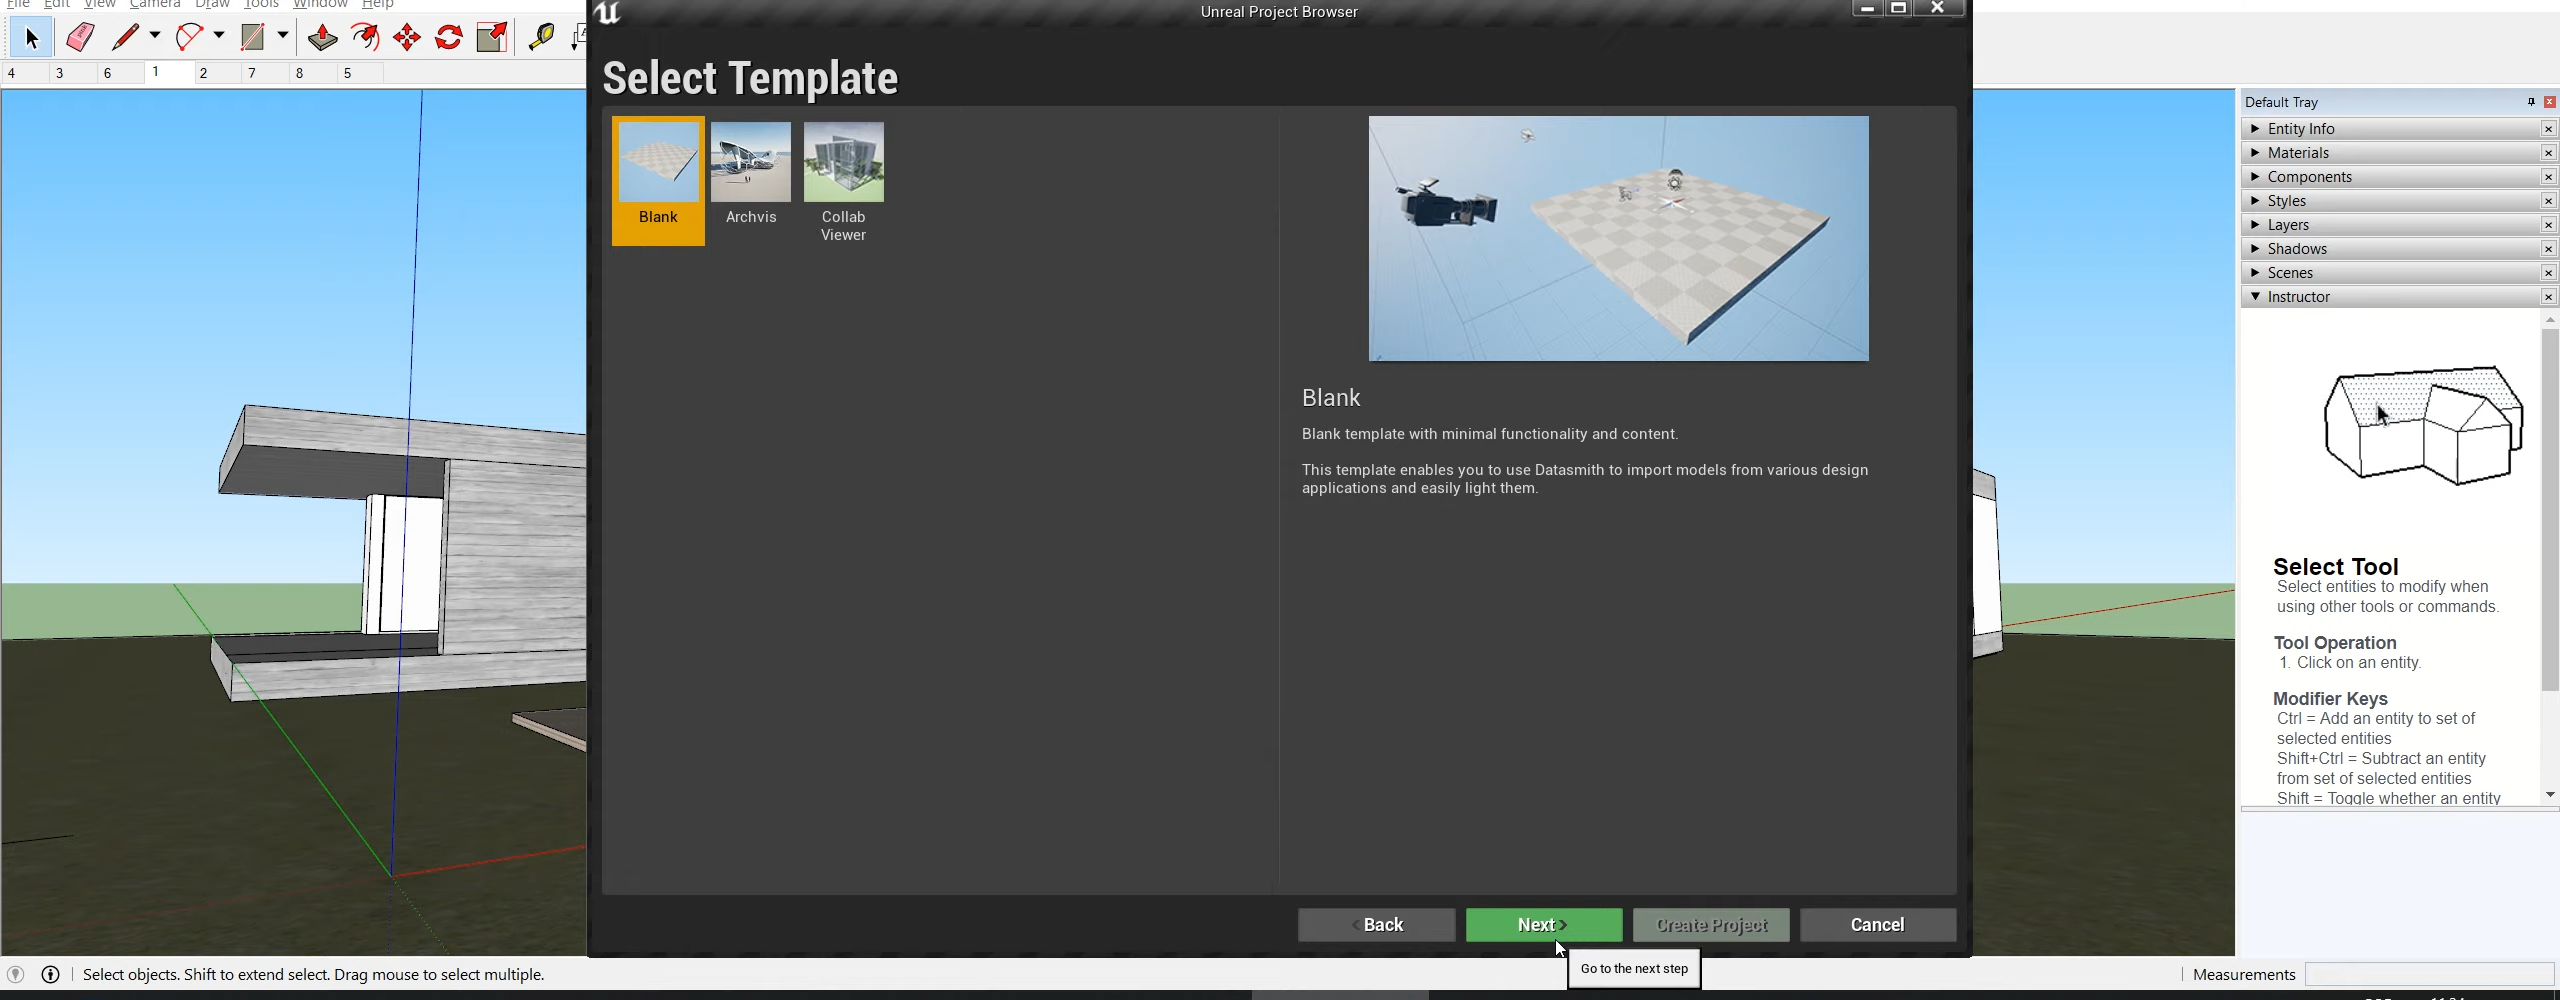 File Edit View Camera Draw Tools Window Help
Unreal Project Browser
4 3 6 1 2 7 8 5
Select Template
Blank
Archvis
Collab
Viewer
Blank
Blank template with minimal functionality and content.
This template enables you to use Datasmith to import models from various design
applications and easily light them.
Back
Next
Create Project
Cancel
Go to the next step
Default Tray
Entity Info
Materials
Components
Styles
Layers
Shadows
Scenes
Instructor
Select Tool
Select entities to modify when
using other tools or commands.
Tool Operation
1. Click on an entity.
Modifier Keys
Ctrl = Add an entity to set of
selected entities
Shift+Ctrl = Subtract an entity
from set of selected entities
Shift = Toggle whether an entity
Select objects. Shift to extend select. Drag mouse to select multiple.
Measurements